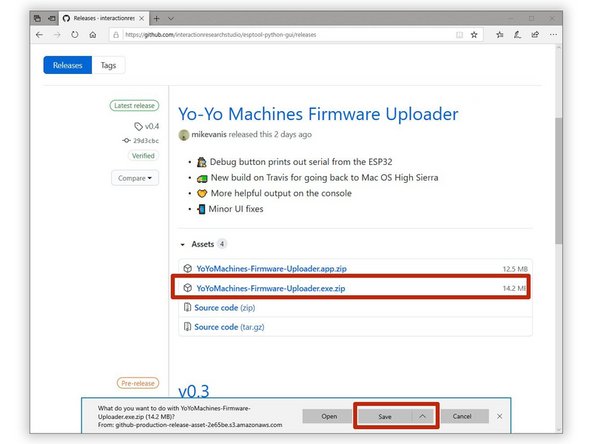 Releases - interactionres
https://github.com/interactionresearchstudio/esptool-python-gui/releases
Releases
Tags
Latest release
v0.4
29d3cbc
Verified
Compare
Yo-Yo Machines Firmware Uploader
mikevanis released this 2 days ago
Debug button prints out serial from the ESP32
New build on Travis for going back to Mac OS High Sierra
More helpful output on the console
Minor UI fixes
Assets 4
YoYoMachines-Firmware-Uploader.app.zip 12.5 MB
YoYoMachines-Firmware-Uploader.exe.zip 14.2 MB
Source code (zip)
Source code (tar.gz)
Pre-release
v0.3
What do you want to do with YoYoMachines-Firmware-
Uploader.exe.zip (14.2 MB)?
From: github-production-release-asset-2e65be.s3.amazonaws.com
Open
Save
Cancel